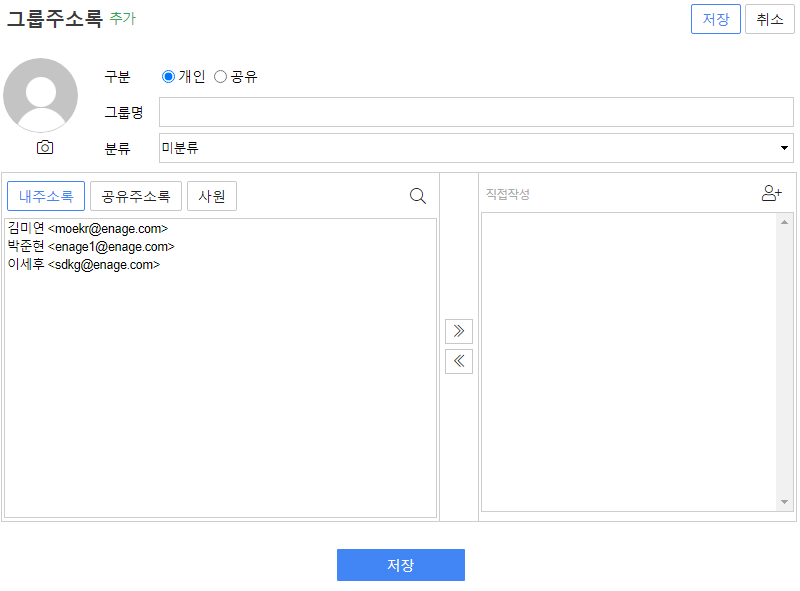 그룹주소록 추가
저장 취소
구분 개인 공유
그룹명
분류 미분류
내주소록 공유주소록 사원
직접작성
김미연 <moekr@enage.com>
박준현 <enage1@enage.com>
이세후 <sdkg@enage.com>
저장